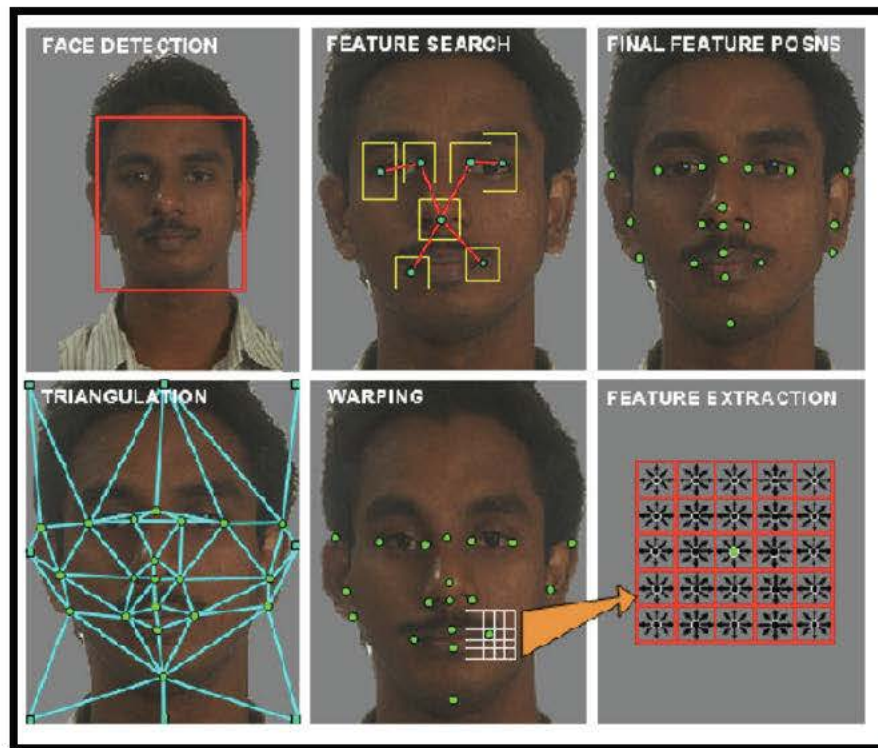 FACE DETECTION
FEATURE SEARCH
FINAL FEATURE POSNS
TRIANGULATION
WARPING
FEATURE EXTRACTION